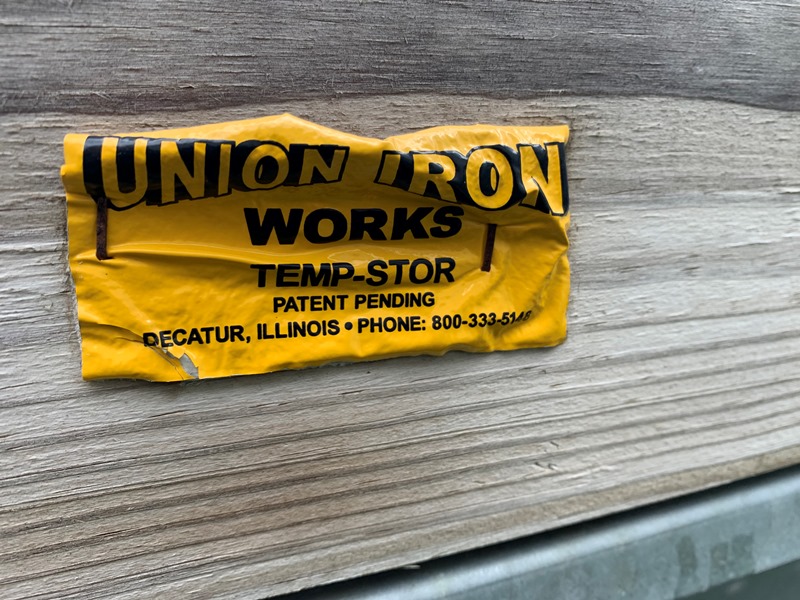 UNION IRON
WORKS
TEMP-STOR
PATENT PENDING
DECATUR, ILLINOIS • PHONE: 800-333-5148